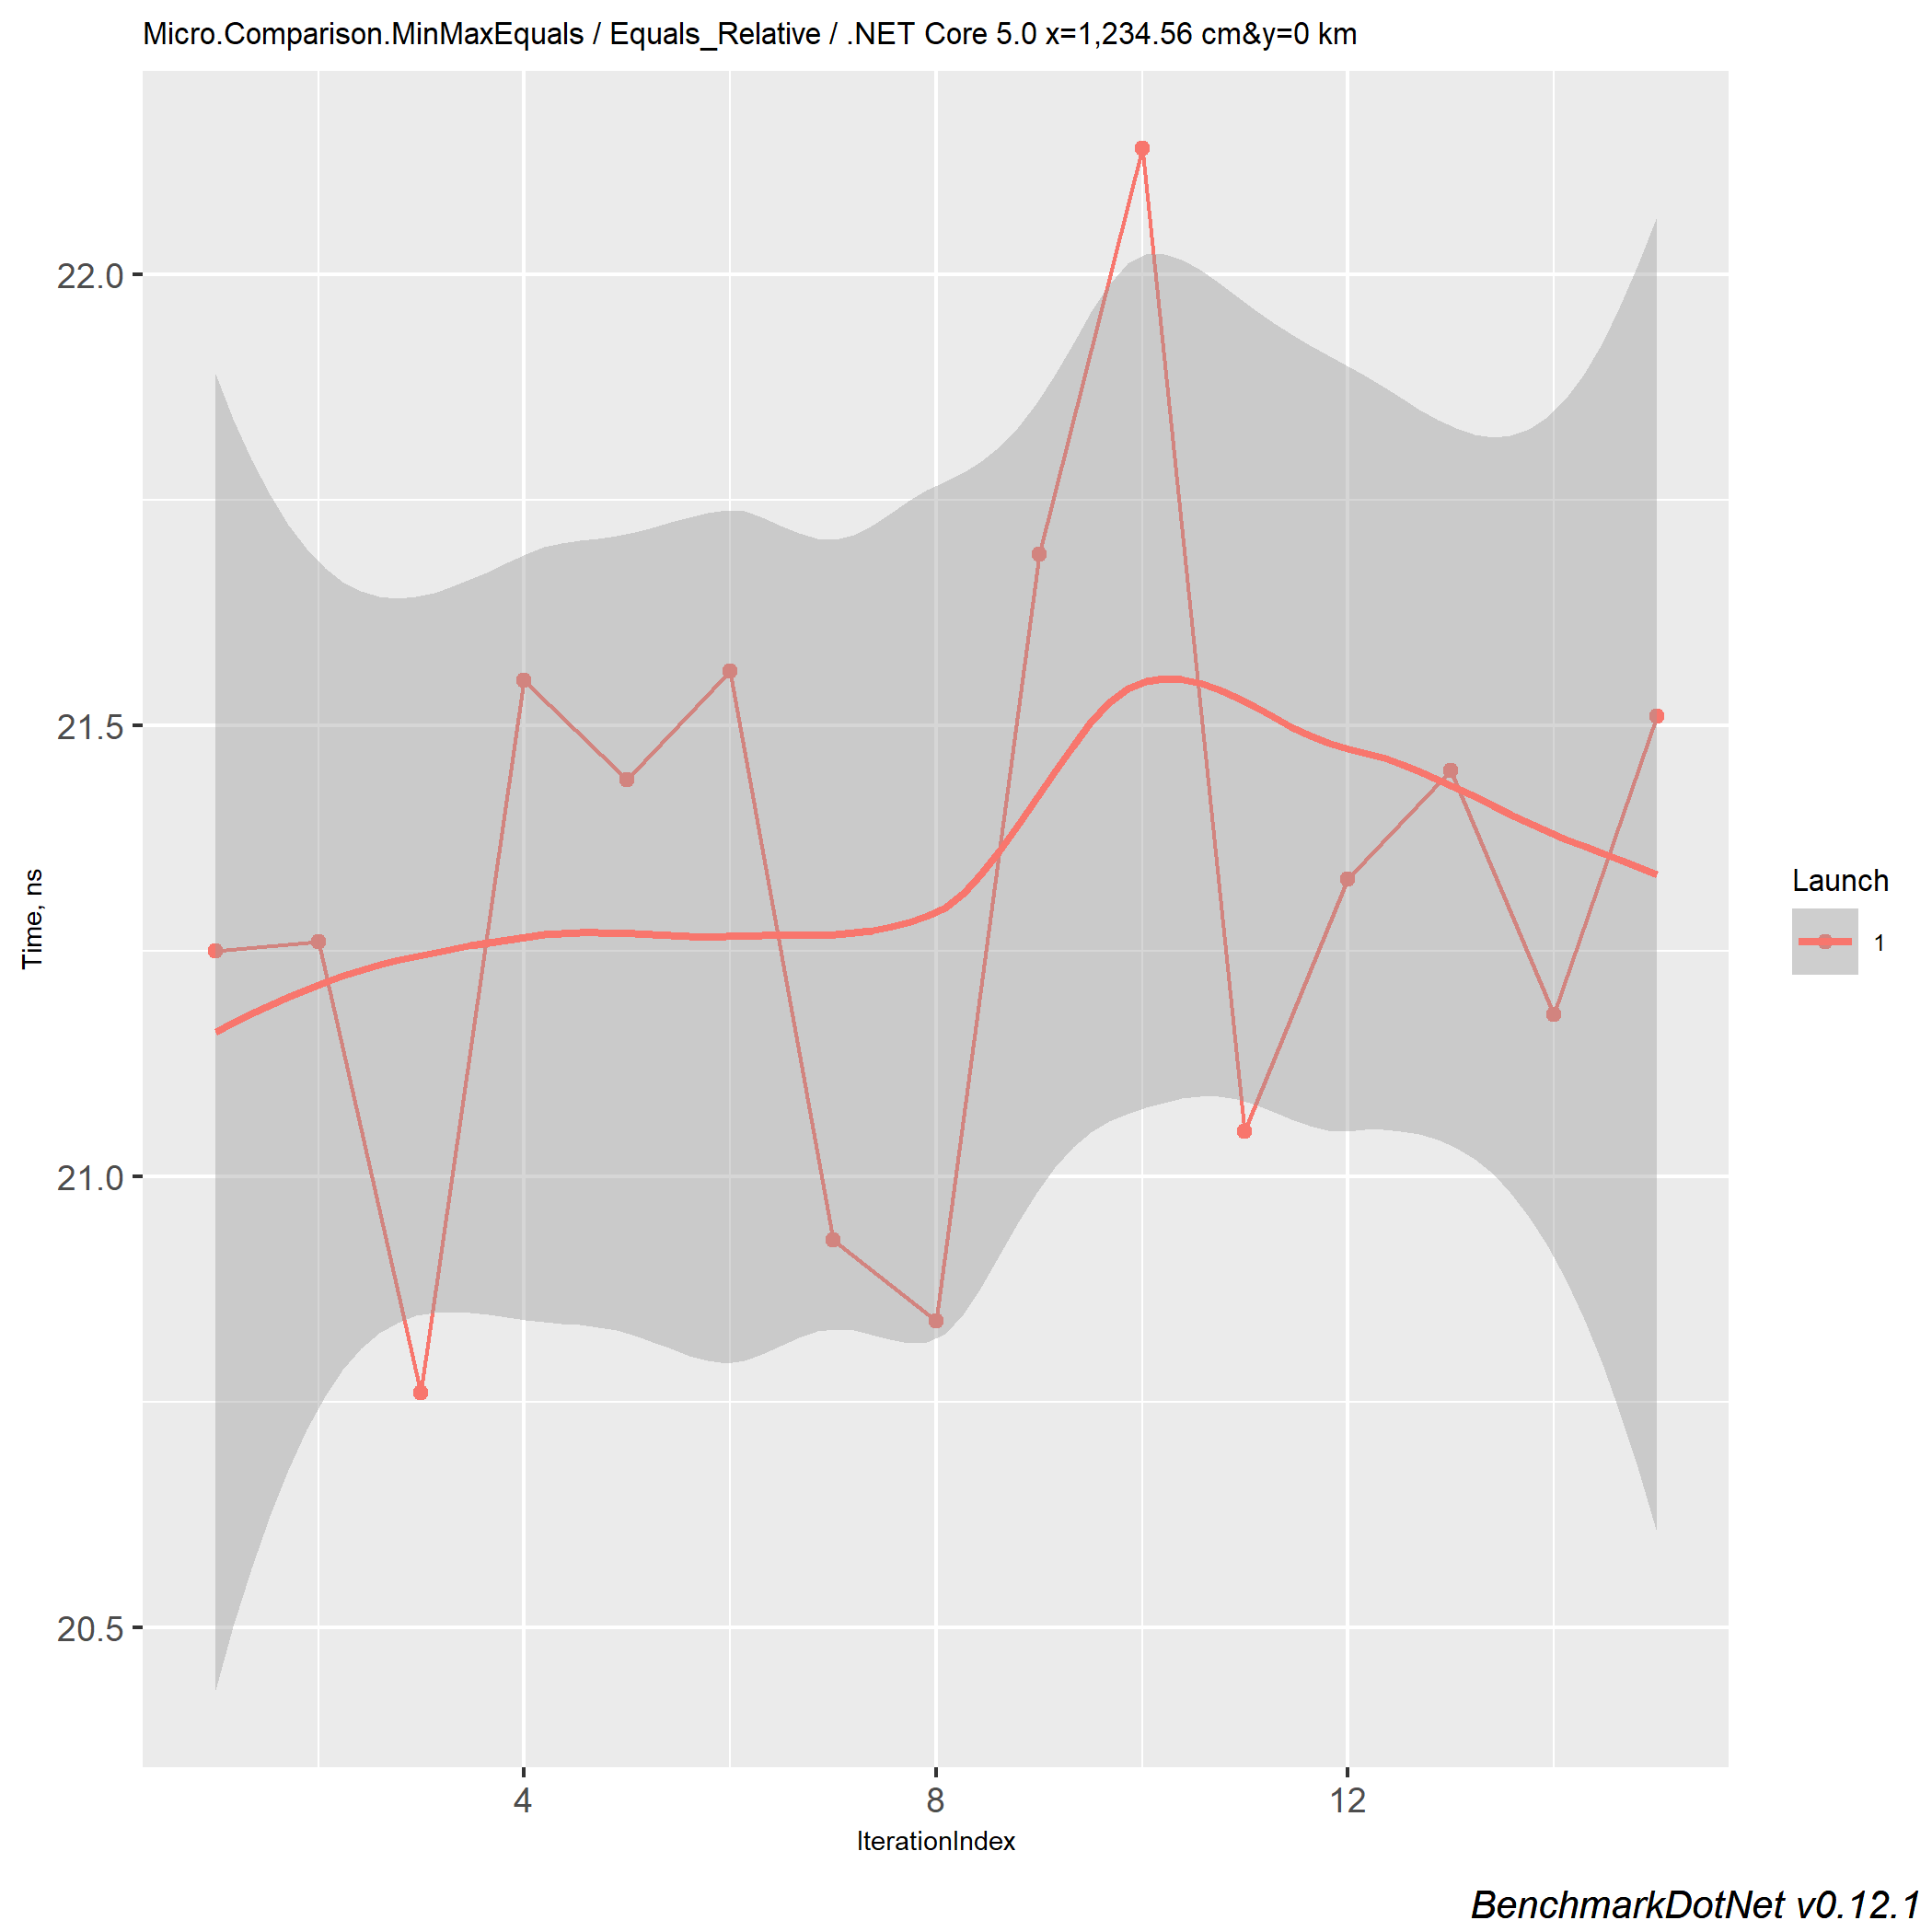 Micro.Comparison.MinMaxEquals / Equals_Relative / .NET Core 5.0 x=1,234.56 cm&y=0 km
22.0
21.5
21.0
20.5
Time, ns
4
8
12
IterationIndex
Launch
1
BenchmarkDotNet v0.12.1